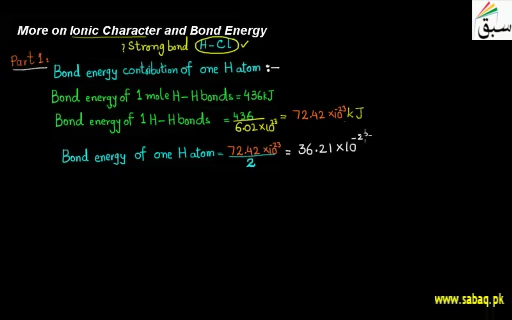 سبق
More on Ionic Character and Bond Energy
? Strong bond H-Cl ✓
Part 1:
Bond energy contribution of one H atom :-
Bond energy of 1 mole H-H bonds = 436kJ
Bond energy of 1 H-H bonds = 436/6.02×10²³ = 72.42×10⁻²³ kJ
Bond energy of one H atom = 72.42×10⁻²³/2 = 36.21×10⁻²³
www.sabaq.pk